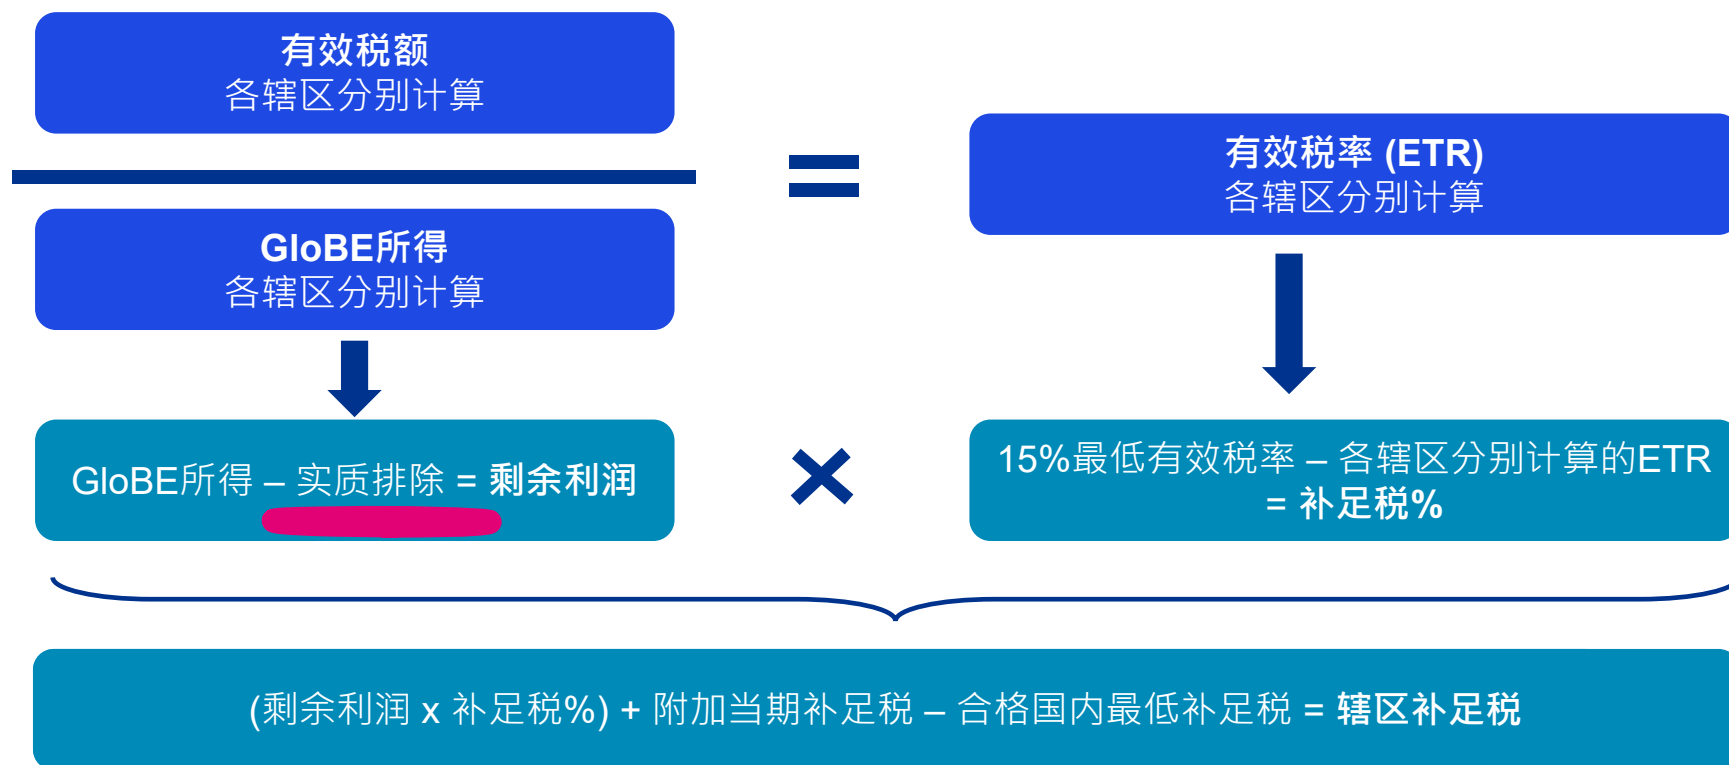 有效税额
各辖区分别计算
=
有效税率 (ETR)
各辖区分别计算
GloBE所得
各辖区分别计算
GloBE所得 – 实质排除 = 剩余利润
×
15%最低有效税率 – 各辖区分别计算的ETR
= 补足税%
(剩余利润 x 补足税%) + 附加当期补足税 – 合格国内最低补足税 = 辖区补足税